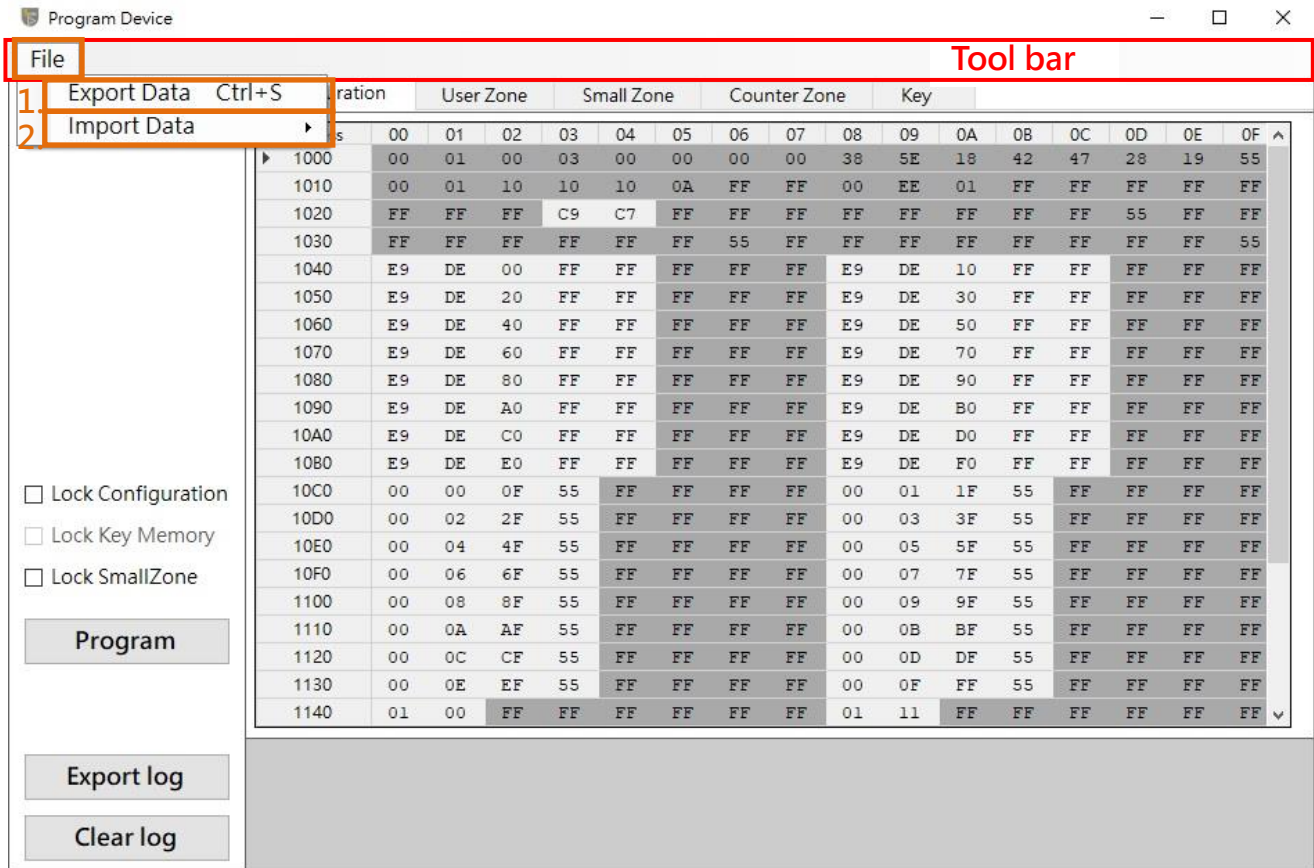 Program Device
File
Tool bar
1. Export Data Ctrl+S
2. Import Data
uration User Zone Small Zone Counter Zone Key
s 00 01 02 03 04 05 06 07 08 09 0A 0B 0C 0D 0E 0F
1000 00 01 00 03 00 00 00 00 38 5E 18 42 47 28 19 55
1010 00 01 10 10 10 0A FF FF 00 EE 01 FF FF FF FF FF
1020 FF FF FF C9 C7 FF FF FF FF FF FF FF FF 55 FF FF
1030 FF FF FF FF FF FF 55 FF FF FF FF FF FF FF FF 55
1040 E9 DE 00 FF FF FF FF FF E9 DE 10 FF FF FF FF FF
1050 E9 DE 20 FF FF FF FF FF E9 DE 30 FF FF FF FF FF
1060 E9 DE 40 FF FF FF FF FF E9 DE 50 FF FF FF FF FF
1070 E9 DE 60 FF FF FF FF FF E9 DE 70 FF FF FF FF FF
1080 E9 DE 80 FF FF FF FF FF E9 DE 90 FF FF FF FF FF
1090 E9 DE A0 FF FF FF FF FF E9 DE B0 FF FF FF FF FF
10A0 E9 DE C0 FF FF FF FF FF E9 DE D0 FF FF FF FF FF
10B0 E9 DE E0 FF FF FF FF FF E9 DE F0 FF FF FF FF FF
10C0 00 00 0F 55 FF FF FF FF 00 01 1F 55 FF FF FF FF
10D0 00 02 2F 55 FF FF FF FF 00 03 3F 55 FF FF FF FF
10E0 00 04 4F 55 FF FF FF FF 00 05 5F 55 FF FF FF FF
10F0 00 06 6F 55 FF FF FF FF 00 07 7F 55 FF FF FF FF
1100 00 08 8F 55 FF FF FF FF 00 09 9F 55 FF FF FF FF
1110 00 0A AF 55 FF FF FF FF 00 0B BF 55 FF FF FF FF
1120 00 0C CF 55 FF FF FF FF 00 0D DF 55 FF FF FF FF
1130 00 0E EF 55 FF FF FF FF 00 0F FF 55 FF FF FF FF
1140 01 00 FF FF FF FF FF FF 01 11 FF FF FF FF FF FF
Lock Configuration
Lock Key Memory
Lock SmallZone
Program
Export log
Clear log